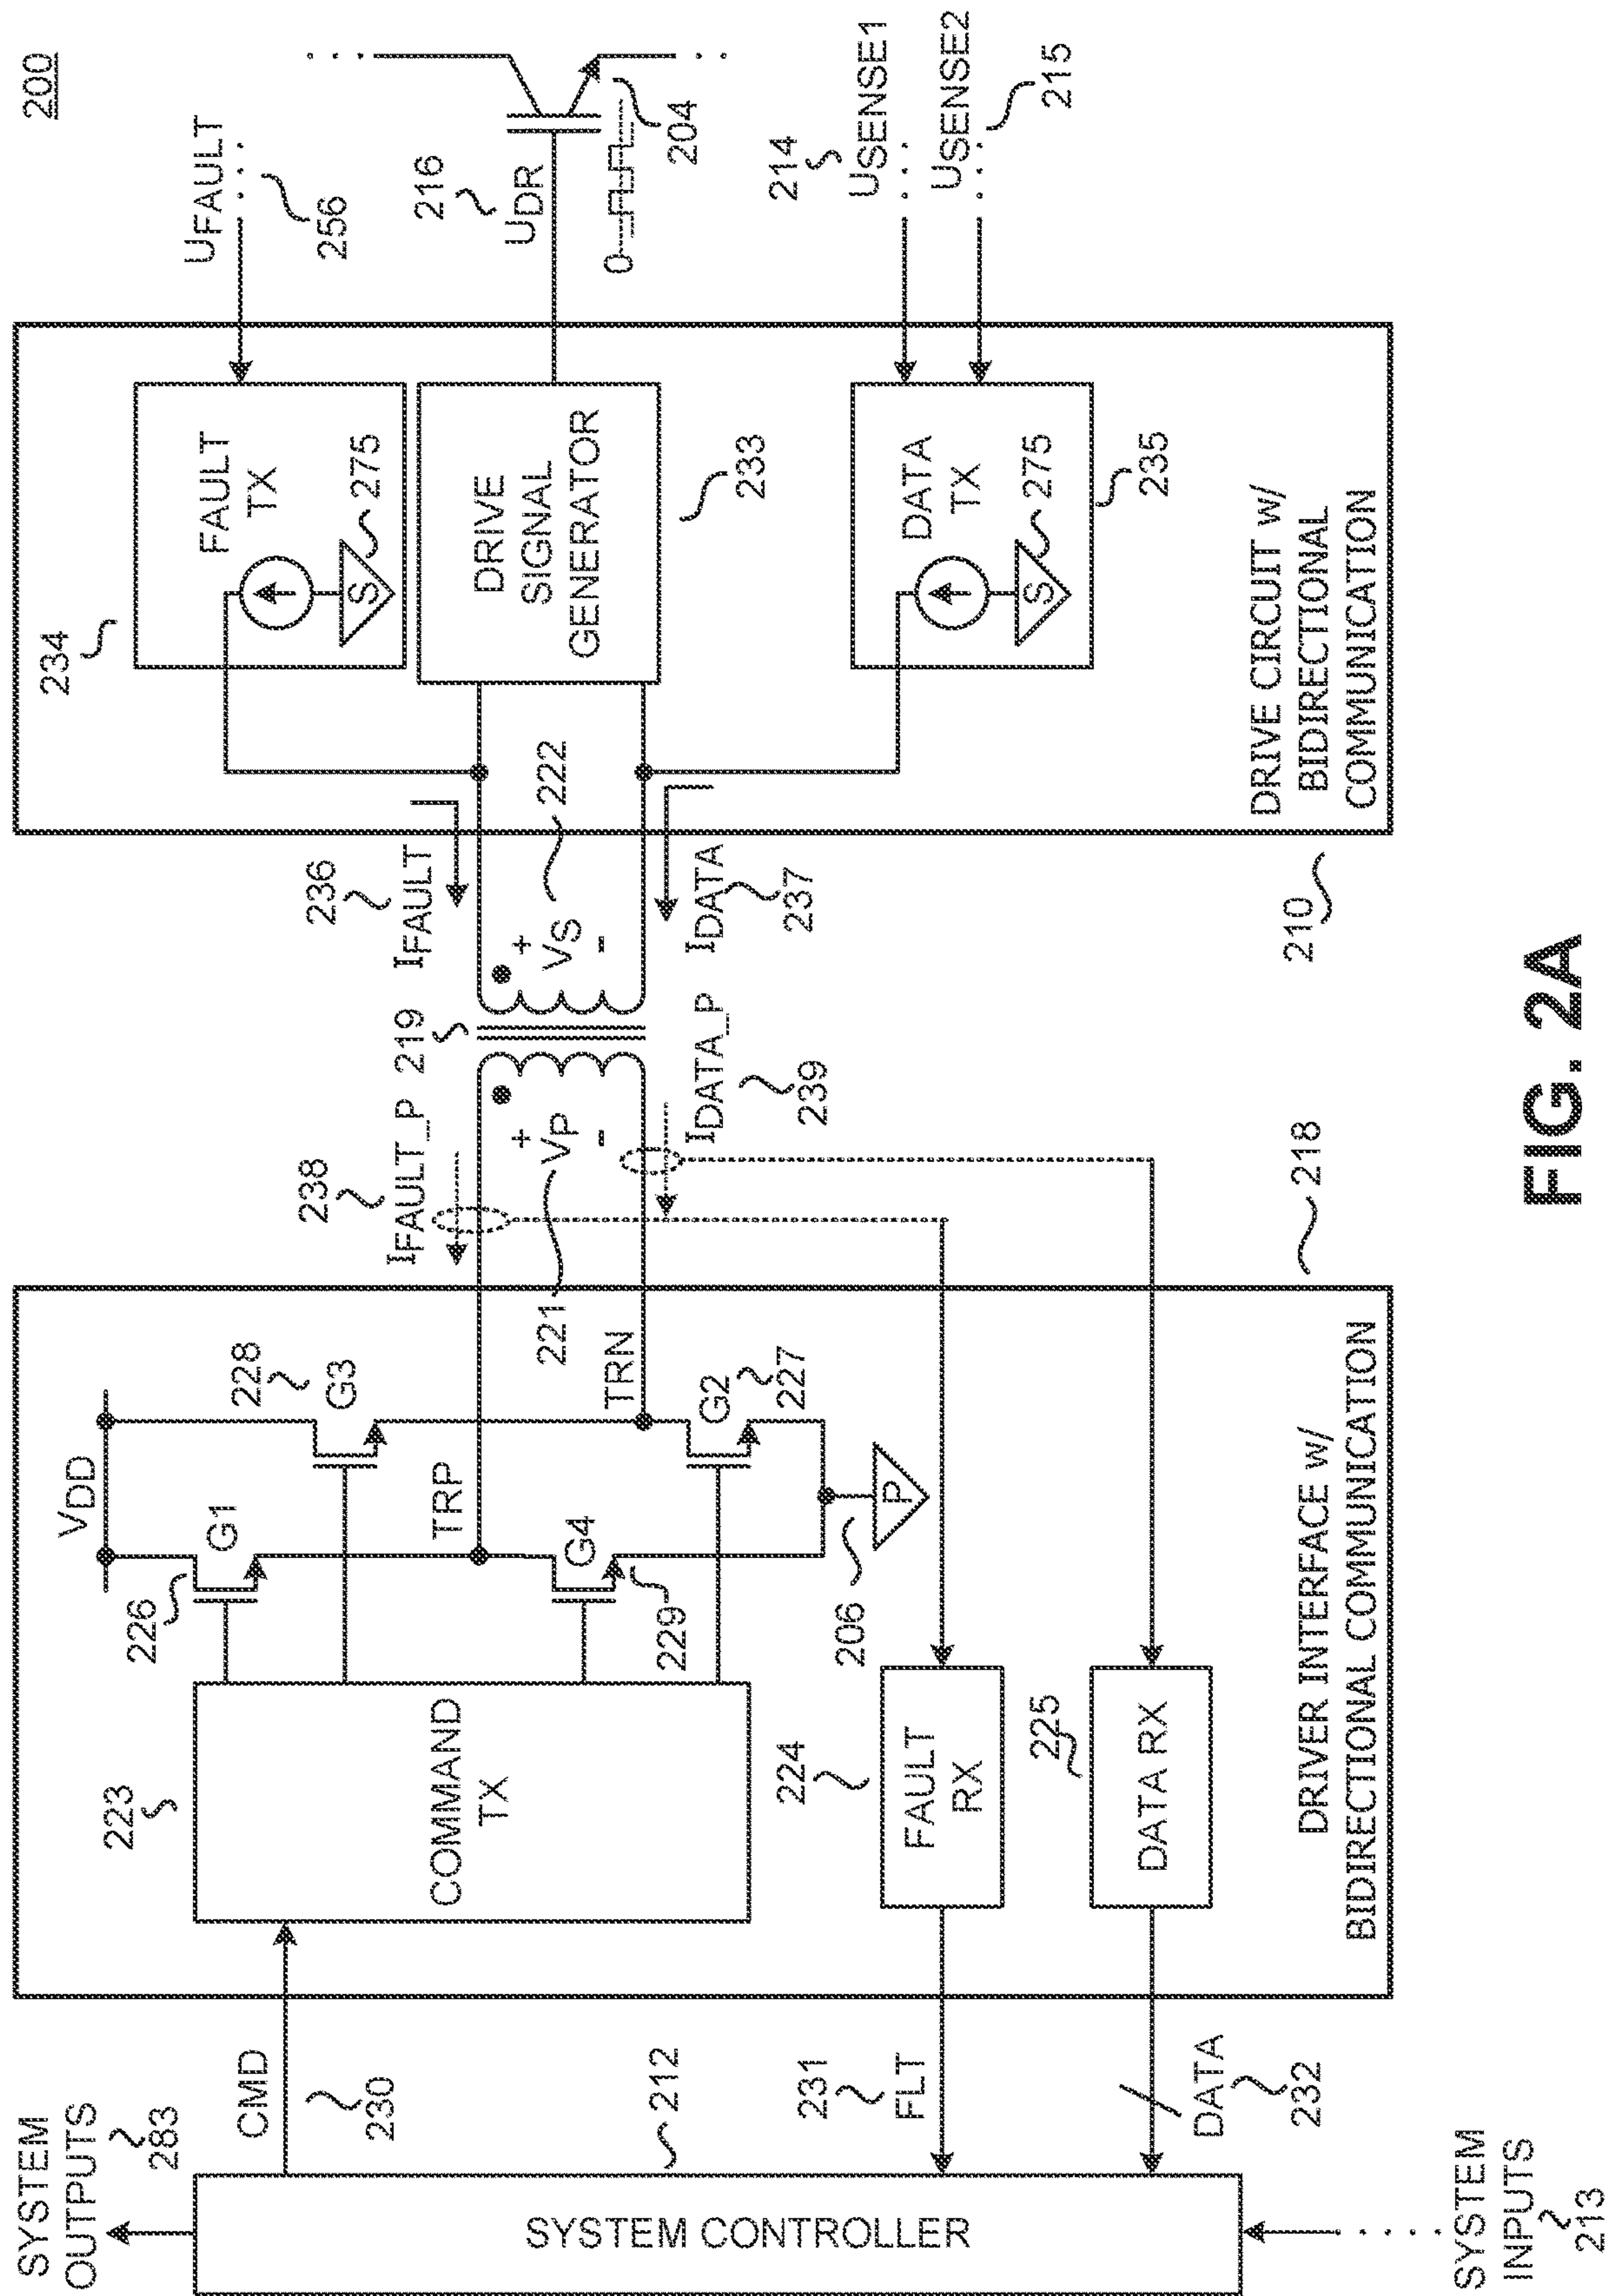 200
SYSTEM
OUTPUTS
283
CMD
230
SYSTEM CONTROLLER
212
231
FLT
DATA
232
SYSTEM
INPUTS
213
223
COMMAND
TX
VDD
G1
226
228
G3
TRP
TRN
G4
229
G2
227
206
P
224
FAULT
RX
225
DATA RX
DRIVER INTERFACE w/
BIDIRECTIONAL COMMUNICATION
218
238
IFAULT_P
219
+
VP
-
221
IDATA_P
239
236
IFAULT
+
VS
-
222
IDATA
237
234
FAULT
TX
S
275
DRIVE
SIGNAL
GENERATOR
233
DATA
TX
S
275
235
DRIVE CIRCUIT w/
BIDIRECTIONAL
COMMUNICATION
210
UFAULT
256
216
UDR
0
204
214
USENSE1
USENSE2
215
FIG. 2A